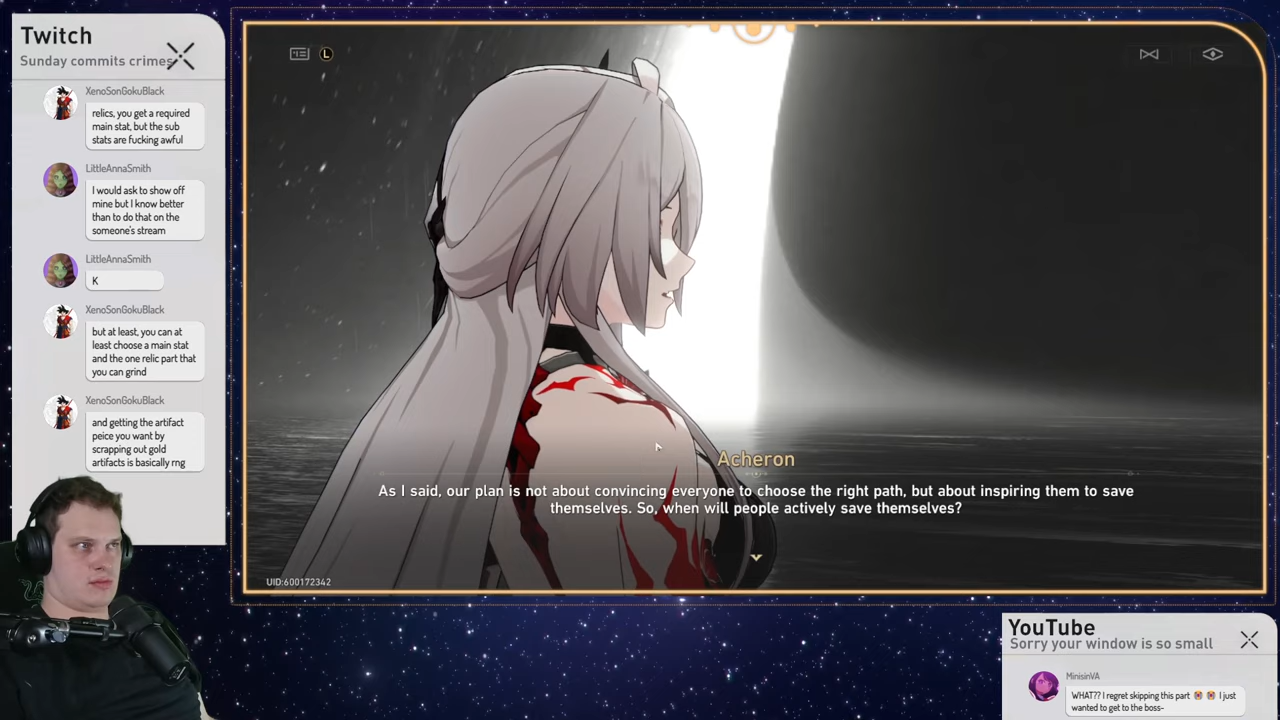 Twitch
Sunday commits crimes
XenoSonGokuBlack
relics, you get a required
main stat, but the sub
stats are fucking awful
LittleAnnaSmith
I would ask to show off
mine but I know better
than to do that on the
someone's stream
LittleAnnaSmith
K
XenoSonGokuBlack
but at least, you can at
least choose a main stat
and the one relic part that
you can grind
XenoSonGokuBlack
and getting the artifact
peice you want by
scrapping out gold
artifacts is basically rng
L
Acheron
As I said, our plan is not about convincing everyone to choose the right path, but about inspiring them to save
themselves. So, when will people actively save themselves?
UID:600172342
YouTube
Sorry your window is so small
MinisinVA
WHAT?? I regret skipping this part I just
wanted to get to the boss-